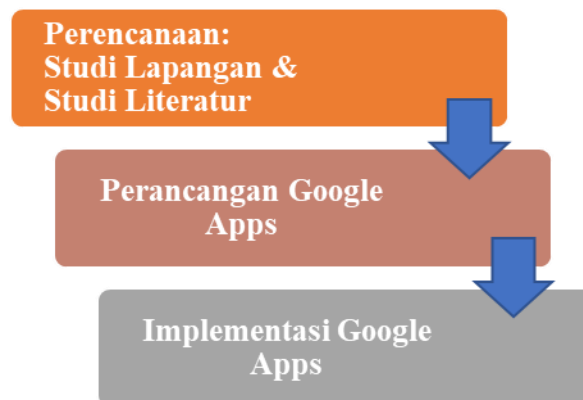 Perencanaan:
Studi Lapangan &
Studi Literatur
Perancangan Google
Apps
Implementasi Google
Apps